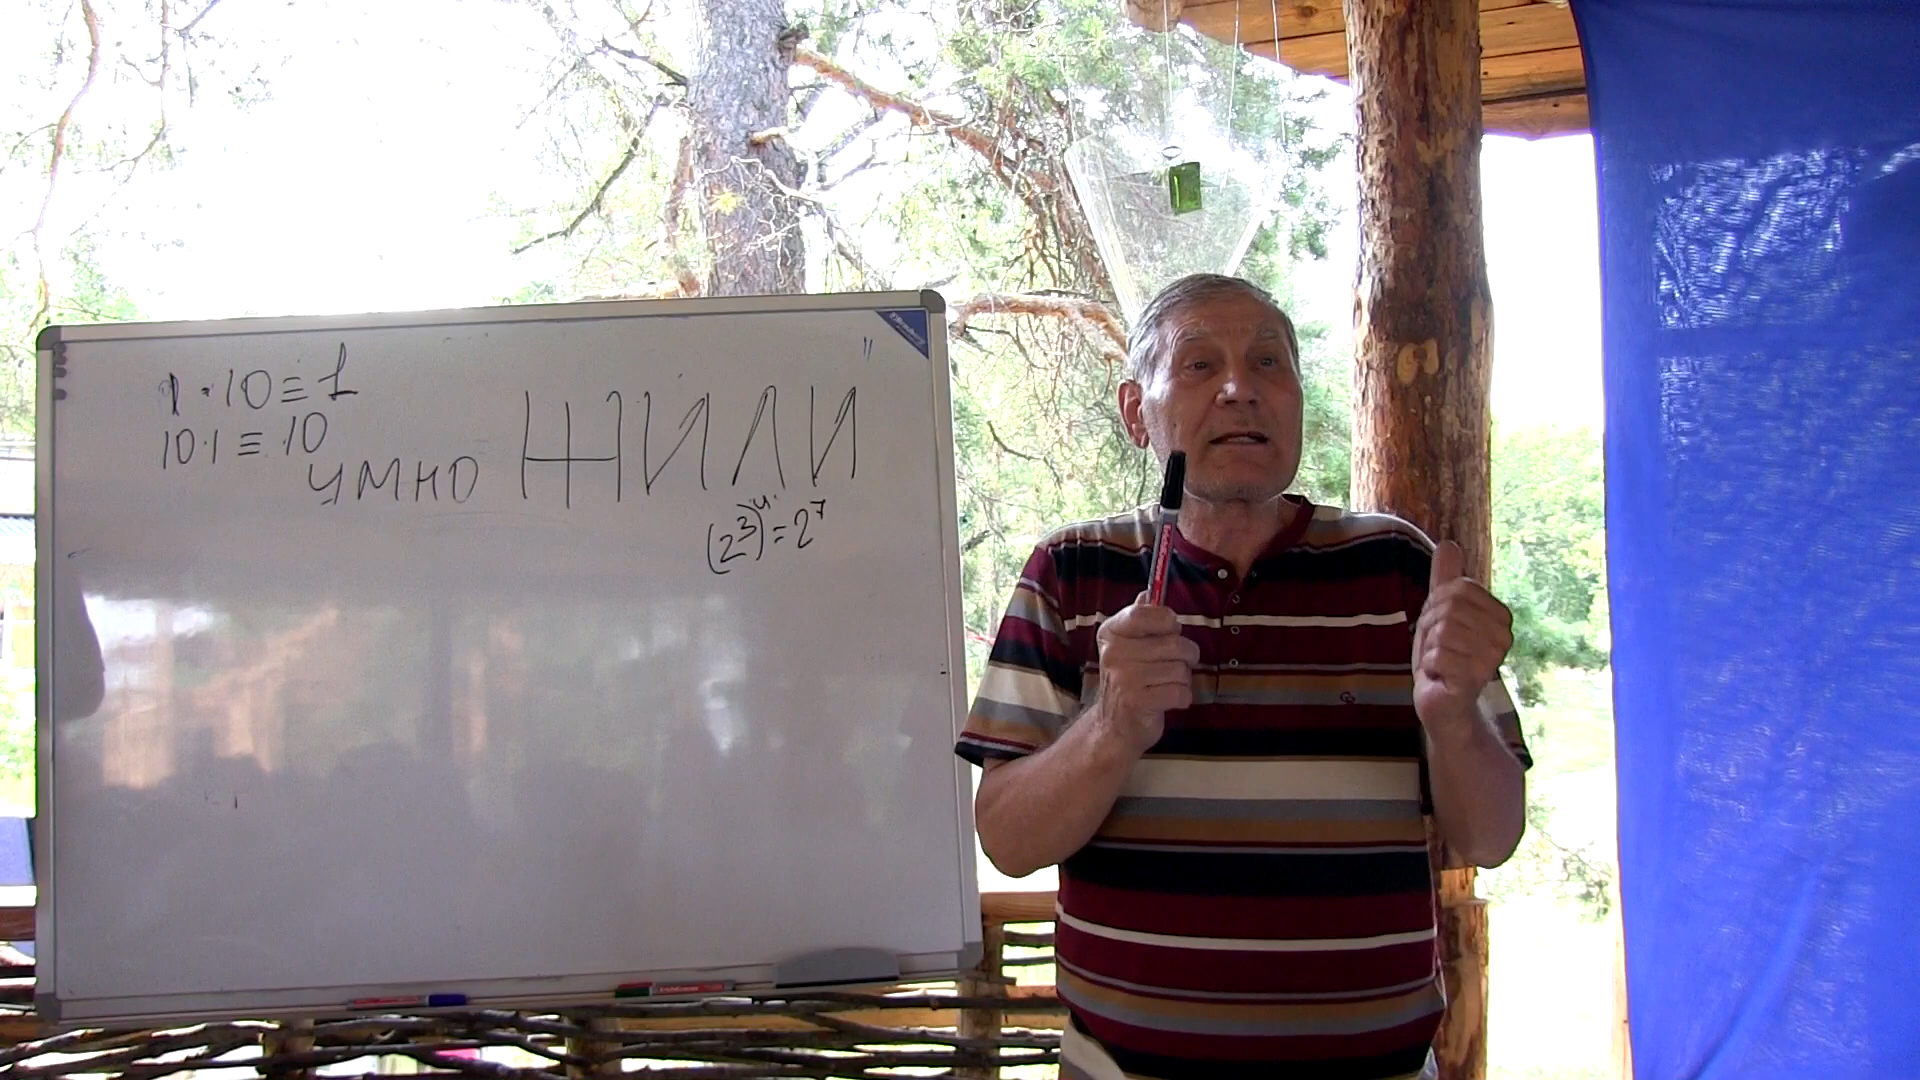 1 · 10 ≡ 1
10 · 1 ≡ 10
УМНО ЖИЛИ
(2³)⁴ = 2⁷